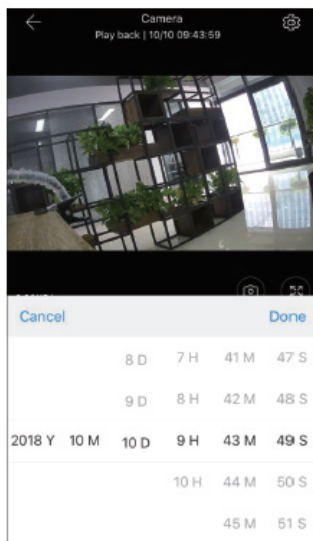 Camera
Play back | 10/10 09:43:59
Cancel Done
8 D 7 H 41 M 47 S
9 D 8 H 42 M 48 S
2018 Y 10 M 10 D 9 H 43 M 49 S
10 H 44 M 50 S
45 M 51 S